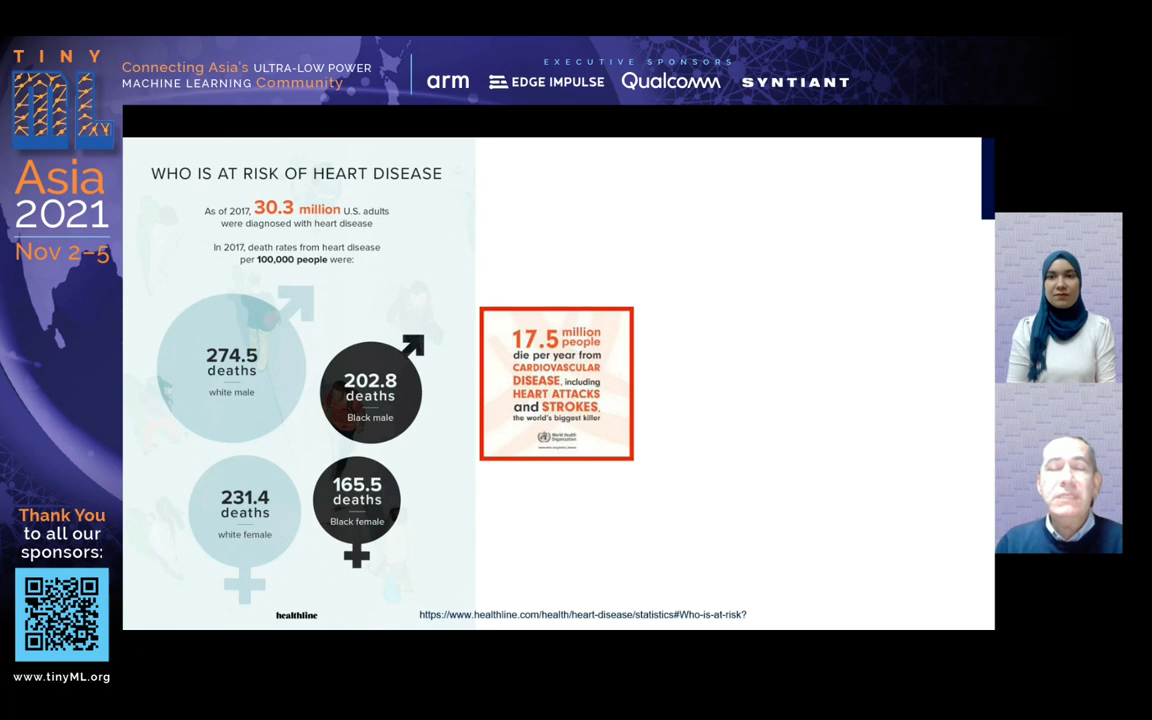 TINY
ML
Asia
2021
Nov 2–5
Connecting Asia's ULTRA-LOW POWER
MACHINE LEARNING Community
EXECUTIVE SPONSORS
arm
EDGE IMPULSE
Qualcomm
SYNTIANT
WHO IS AT RISK OF HEART DISEASE
As of 2017, 30.3 million U.S. adults
were diagnosed with heart disease
In 2017, death rates from heart disease
per 100,000 people were:
274.5
deaths
white male
202.8
deaths
Black male
231.4
deaths
white female
165.5
deaths
Black female
healthline
17.5 million
people
die per year from
CARDIOVASCULAR
DISEASE, including
HEART ATTACKS
and STROKES,
the world's biggest killer
World Health
Organization
https://www.healthline.com/health/heart-disease/statistics#Who-is-at-risk?
Thank You
to all our
sponsors:
www.tinyML.org